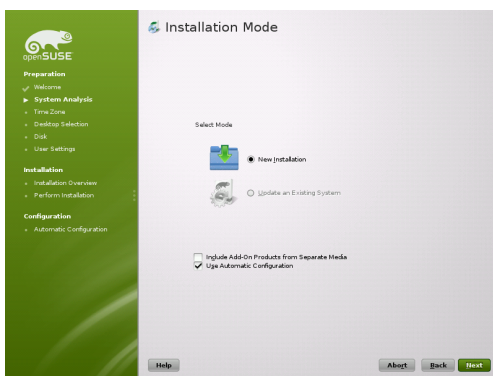 openSUSE
Preparation
Welcome
System Analysis
Time Zone
Desktop Selection
Disk
User Settings
Installation
Installation Overview
Perform Installation
Configuration
Automatic Configuration
Installation Mode
Select Mode
New Installation
Update an Existing System
Include Add-On Products from Separate Media
Use Automatic Configuration
Help
Abort
Back
Next